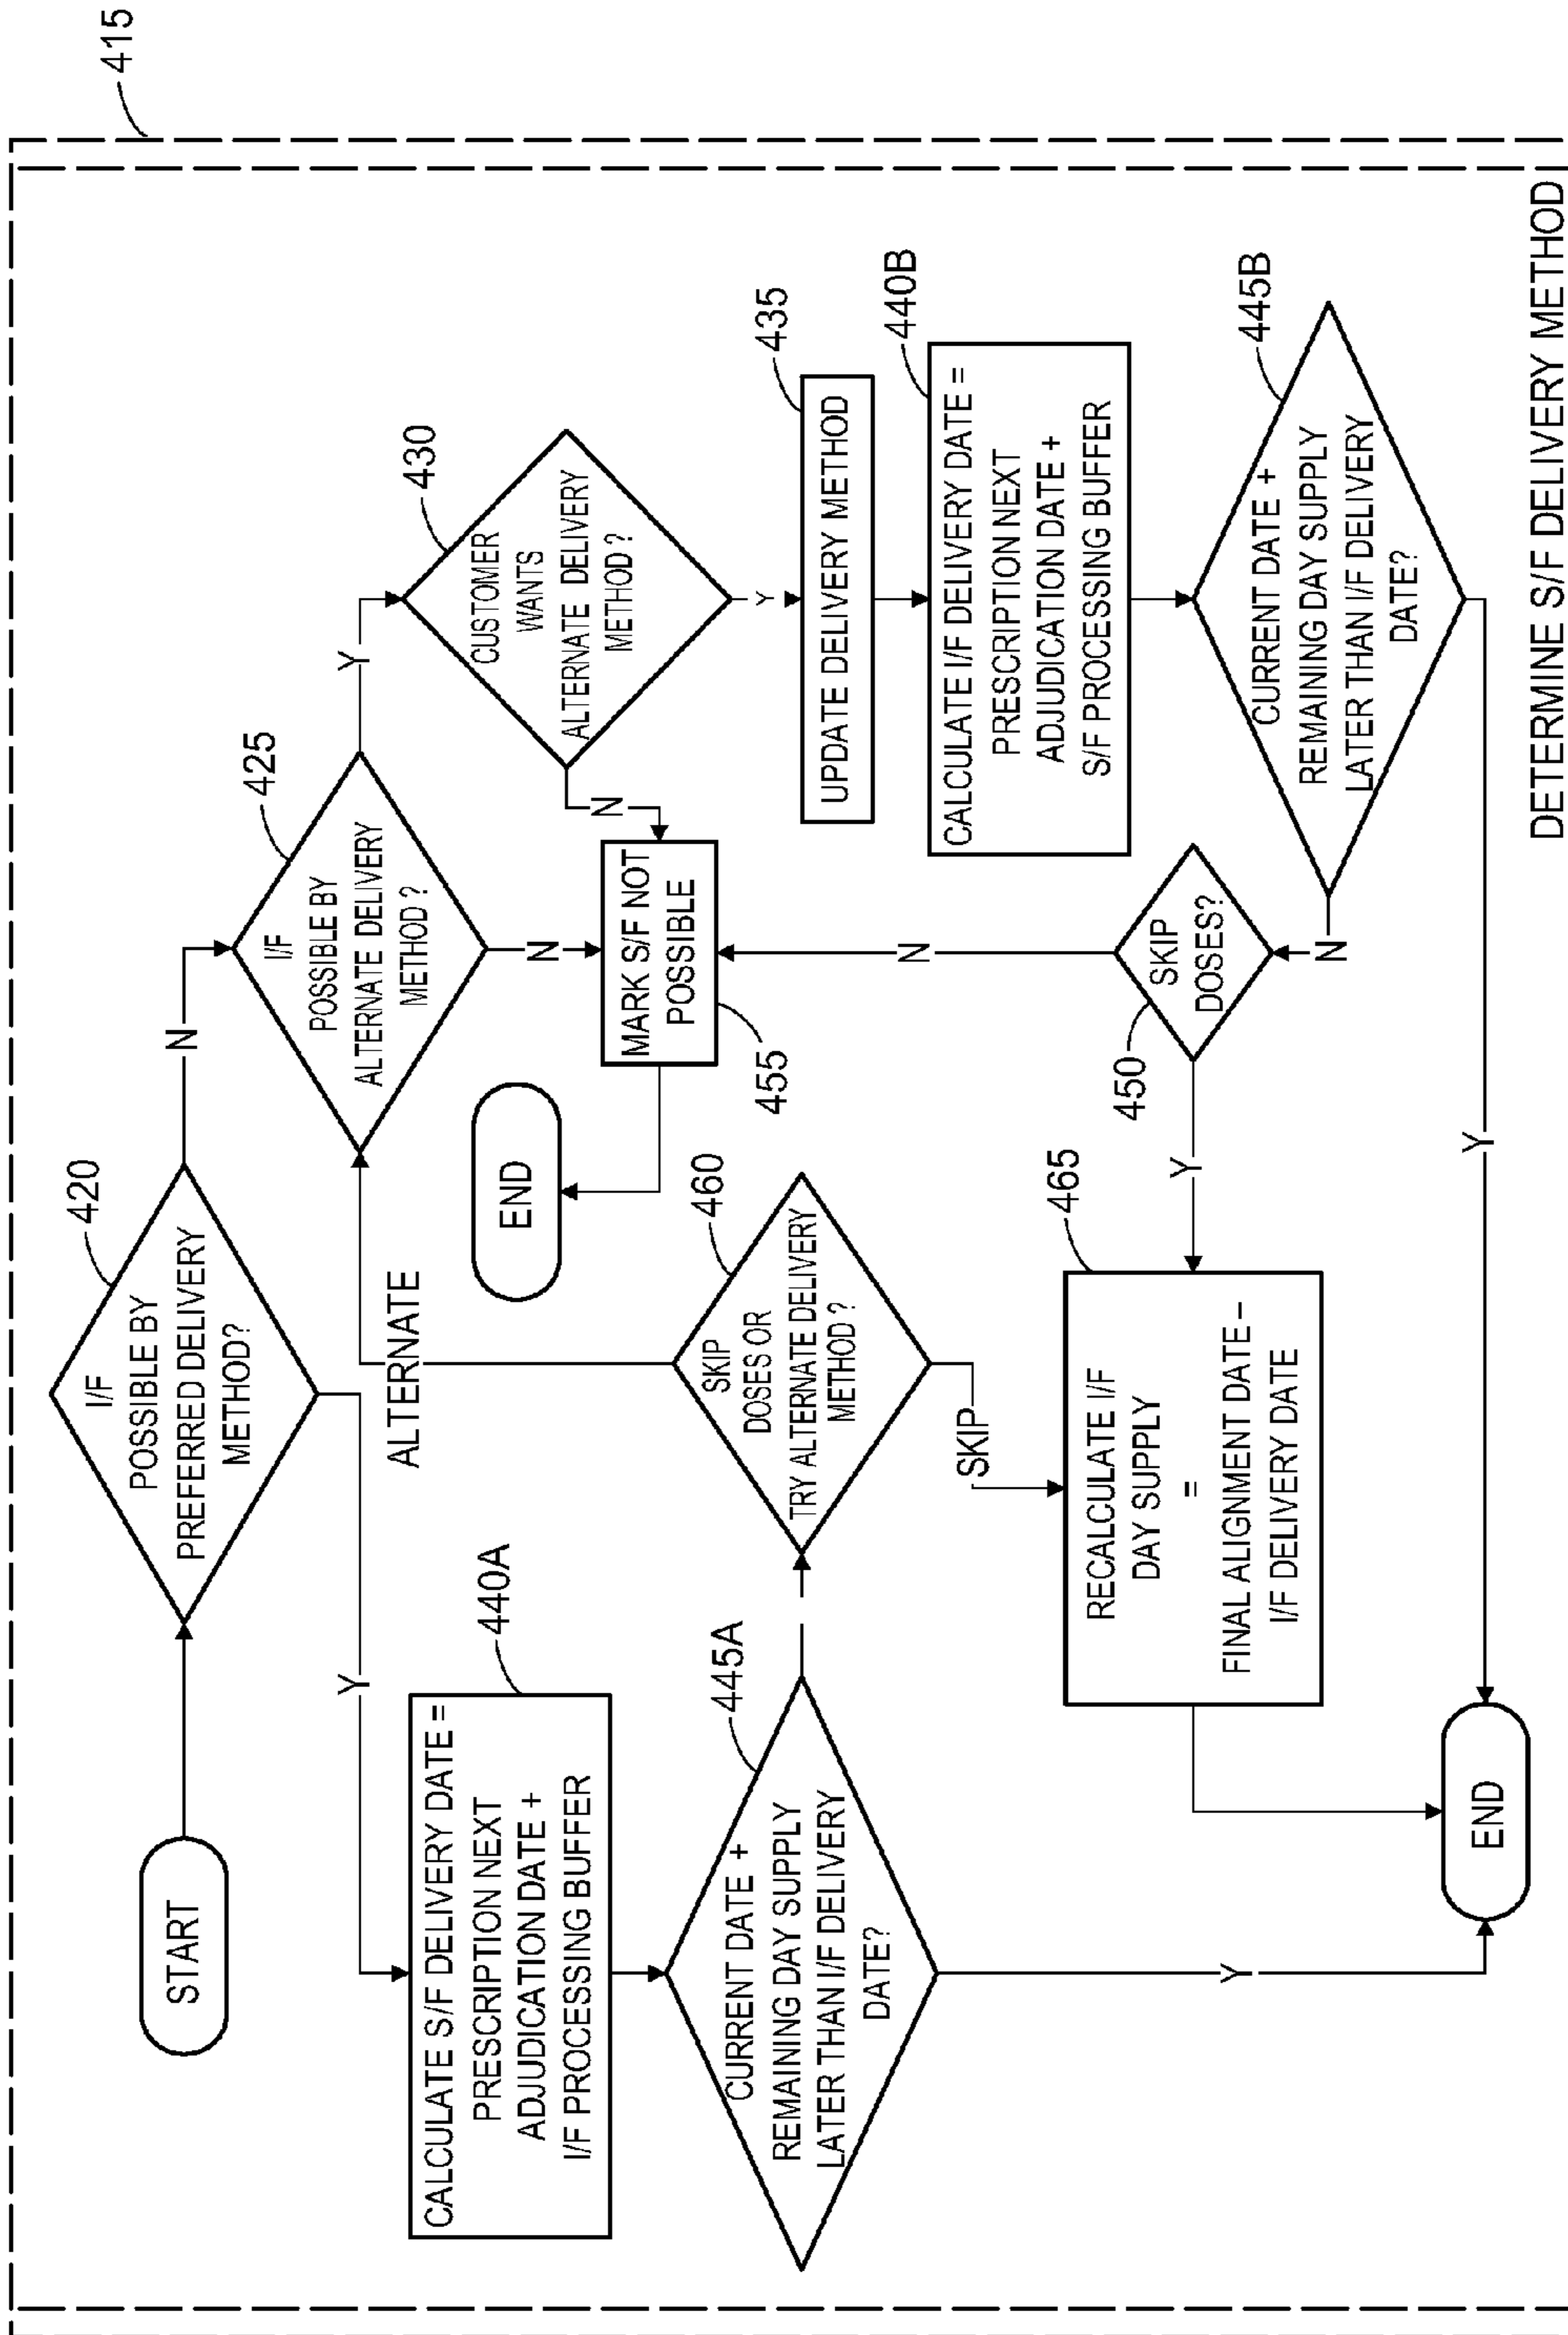 415
START
I/F
POSSIBLE BY
PREFERRED DELIVERY
METHOD?
420
N
Y
I/F
POSSIBLE BY
ALTERNATE DELIVERY
METHOD ?
425
Y
N
CUSTOMER
WANTS
ALTERNATE DELIVERY
METHOD ?
430
N
Y
ALTERNATE
END
MARK S/F NOT
POSSIBLE
455
UPDATE DELIVERY METHOD
435
CALCULATE S/F DELIVERY DATE =
PRESCRIPTION NEXT
ADJUDICATION DATE +
I/F PROCESSING BUFFER
440A
CURRENT DATE +
REMAINING DAY SUPPLY
LATER THAN I/F DELIVERY
DATE?
445A
Y
SKIP
DOSES OR
TRY ALTERNATE DELIVERY
METHOD ?
460
SKIP
CALCULATE I/F DELIVERY DATE =
PRESCRIPTION NEXT
ADJUDICATION DATE +
S/F PROCESSING BUFFER
440B
CURRENT DATE +
REMAINING DAY SUPPLY
LATER THAN I/F DELIVERY
DATE?
445B
N
Y
SKIP
DOSES?
450
N
Y
RECALCULATE I/F
DAY SUPPLY
=
FINAL ALIGNMENT DATE –
I/F DELIVERY DATE
465
END
DETERMINE S/F DELIVERY METHOD